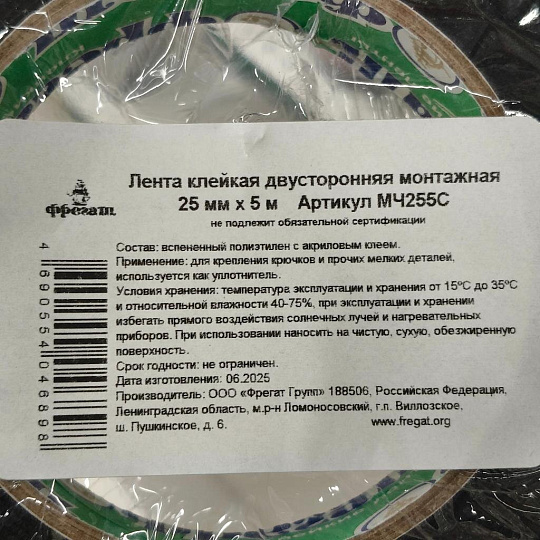 Лента клейкая двусторонняя монтажная
25 мм х 5 м Артикул МЧ255С
не подлежит обязательной сертификации
Фрегат
Состав: вспененный полиэтилен с акриловым клеем.
Применение: для крепления крючков и прочих мелких деталей,
используется как уплотнитель.
Условия хранения: температура эксплуатации и хранения от 15ºС до 35ºС
и относительной влажности 40-75%, при эксплуатации и хранении
избегать прямого воздействия солнечных лучей и нагревательных
приборов. При использовании наносить на чистую, сухую, обезжиренную
поверхность.
Срок годности: не ограничен.
Дата изготовления: 06.2025
Производитель: ООО «Фрегат Групп» 188506, Российская Федерация,
Ленинградская область, м.р-н Ломоносовский, г.п. Виллозское,
ш. Пушкинское, д. 6. www.fregat.org
4 690554 046898